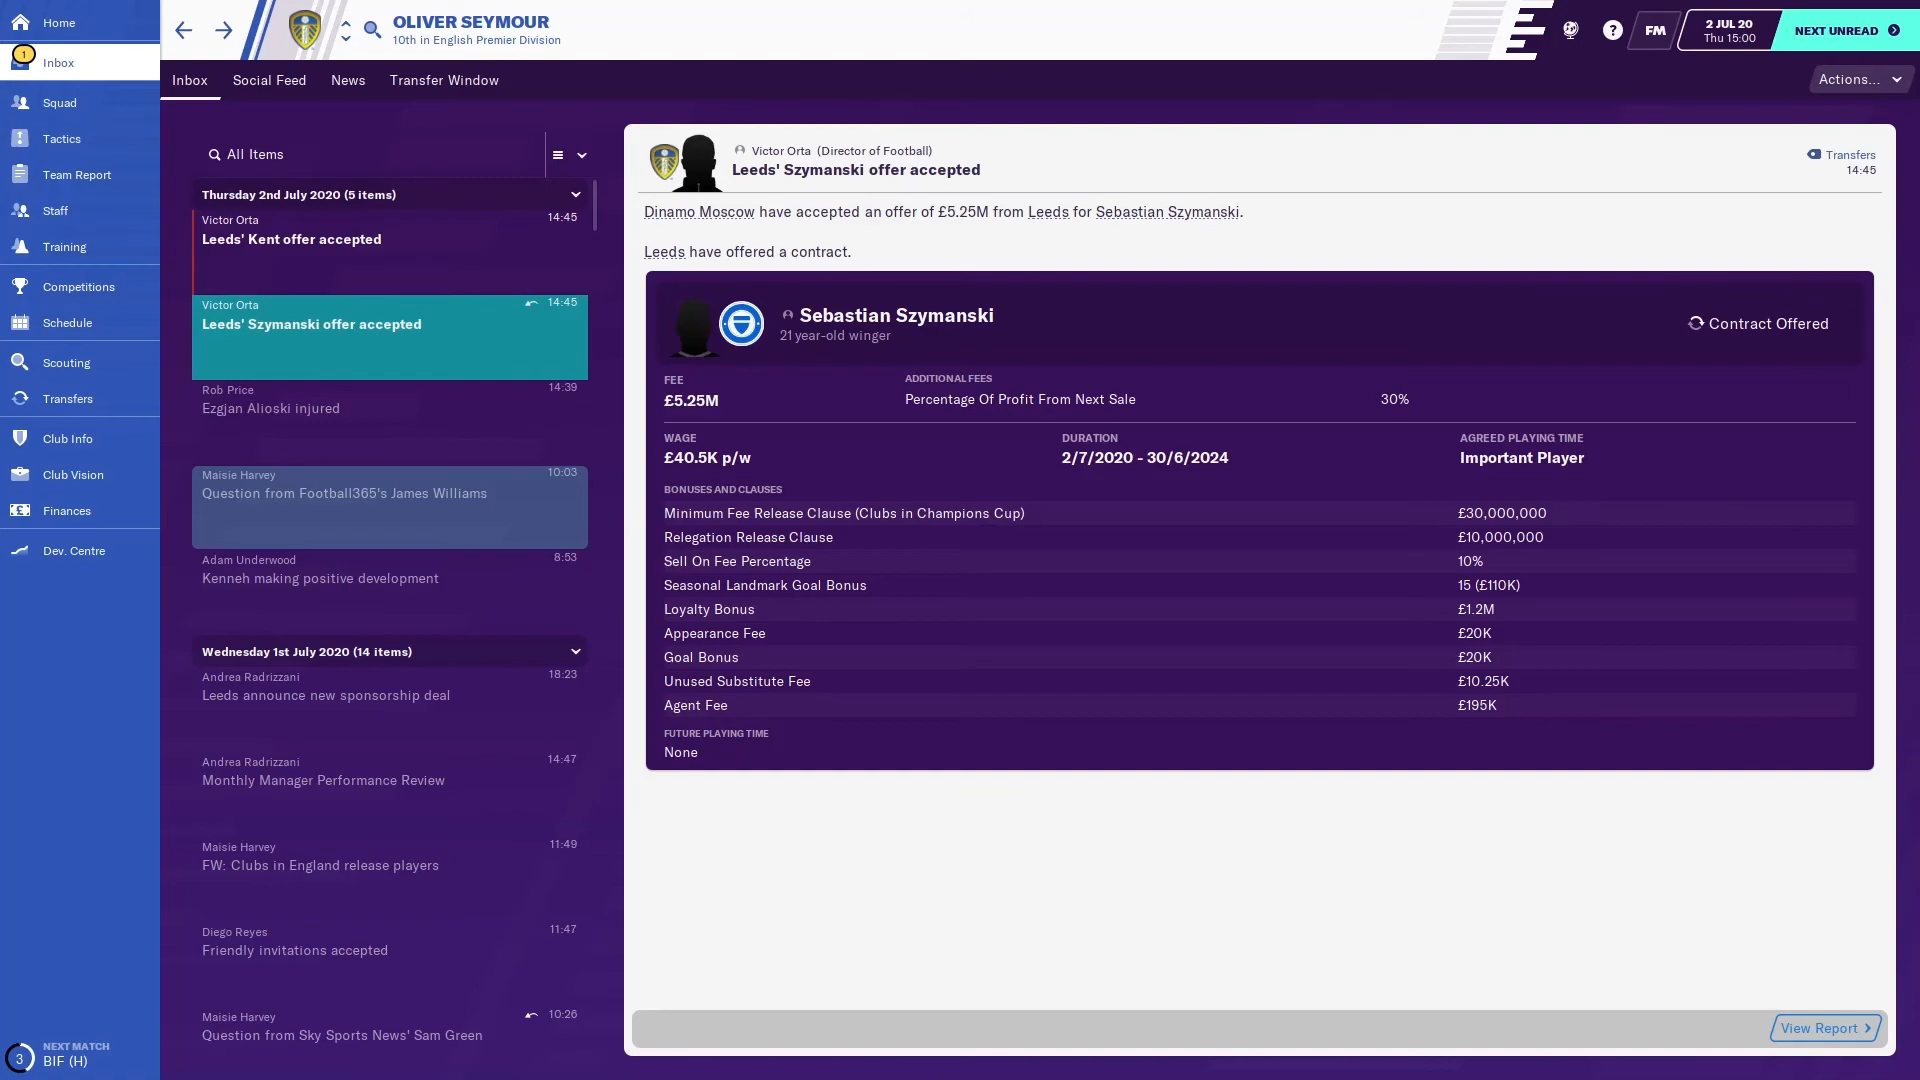 Home
1
Inbox
Squad
Tactics
Team Report
Staff
Training
Competitions
Schedule
Scouting
Transfers
Club Info
Club Vision
Finances
Dev. Centre
3
NEXT MATCH
BIF (H)
OLIVER SEYMOUR
10th in English Premier Division
?
FM
2 JUL 20
Thu 15:00
NEXT UNREAD
Inbox Social Feed News Transfer Window
Actions...
All Items
Thursday 2nd July 2020 (5 items)
Victor Orta 14:45
Leeds' Kent offer accepted
Victor Orta 14:45
Leeds' Szymanski offer accepted
Rob Price 14:39
Ezgjan Alioski injured
Maisie Harvey 10:03
Question from Football365's James Williams
Adam Underwood 8:53
Kenneh making positive development
Wednesday 1st July 2020 (14 items)
Andrea Radrizzani 18:23
Leeds announce new sponsorship deal
Andrea Radrizzani 14:47
Monthly Manager Performance Review
Maisie Harvey 11:49
FW: Clubs in England release players
Diego Reyes 11:47
Friendly invitations accepted
Maisie Harvey 10:26
Question from Sky Sports News' Sam Green
Victor Orta (Director of Football)
Leeds' Szymanski offer accepted
Transfers
14:45
Dinamo Moscow have accepted an offer of £5.25M from Leeds for Sebastian Szymanski.
Leeds have offered a contract.
Sebastian Szymanski
21 year-old winger
Contract Offered
FEE
£5.25M
ADDITIONAL FEES
Percentage Of Profit From Next Sale 30%
WAGE
£40.5K p/w
DURATION
2/7/2020 - 30/6/2024
AGREED PLAYING TIME
Important Player
BONUSES AND CLAUSES
Minimum Fee Release Clause (Clubs in Champions Cup) £30,000,000
Relegation Release Clause £10,000,000
Sell On Fee Percentage 10%
Seasonal Landmark Goal Bonus 15 (£110K)
Loyalty Bonus £1.2M
Appearance Fee £20K
Goal Bonus £20K
Unused Substitute Fee £10.25K
Agent Fee £195K
FUTURE PLAYING TIME
None
View Report